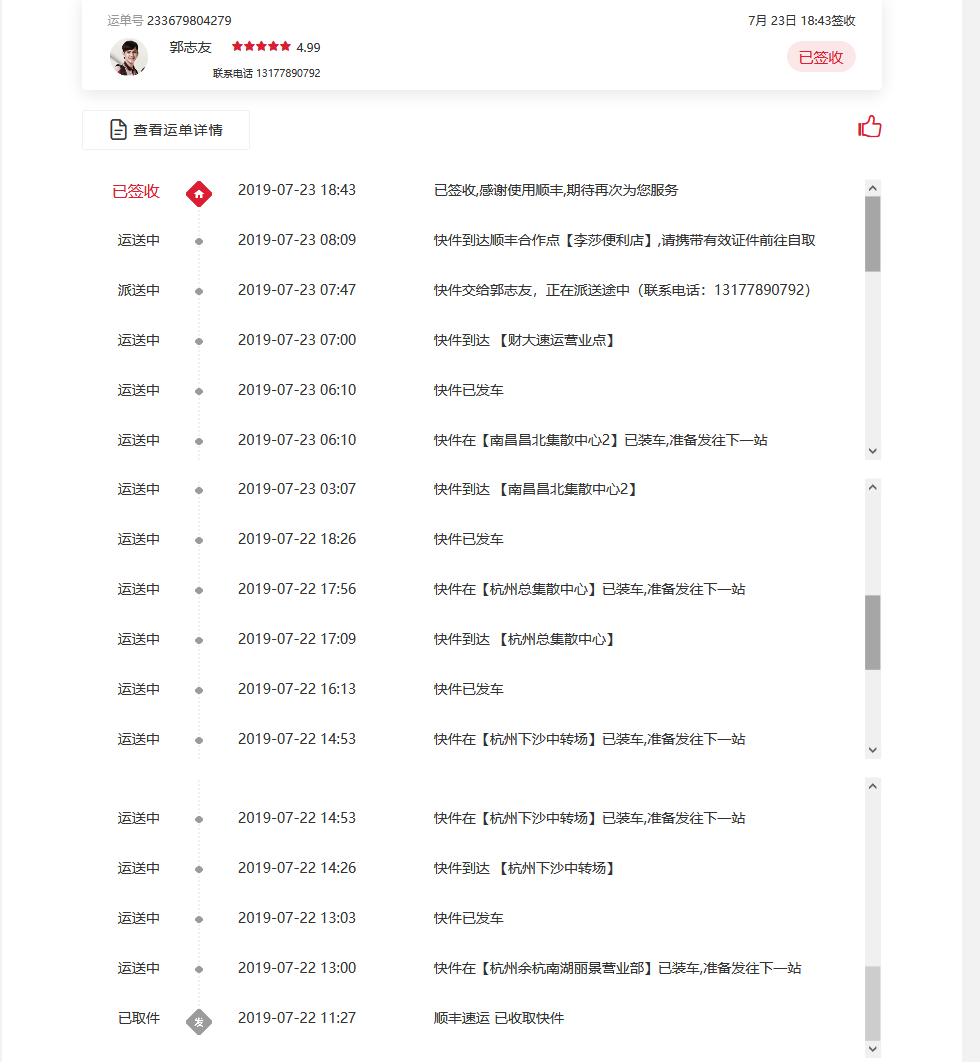 运单号 233679804279 7月 23日 18:43签收
郭志友 4.99
联系电话 13177890792 已签收
查看运单详情
已签收 2019-07-23 18:43 已签收,感谢使用顺丰,期待再次为您服务
运送中 2019-07-23 08:09 快件到达顺丰合作点【李莎便利店】,请携带有效证件前往自取
派送中 2019-07-23 07:47 快件交给郭志友，正在派送途中（联系电话：13177890792）
运送中 2019-07-23 07:00 快件到达 【财大速运营业点】
运送中 2019-07-23 06:10 快件已发车
运送中 2019-07-23 06:10 快件在【南昌昌北集散中心2】已装车,准备发往下一站
运送中 2019-07-23 03:07 快件到达 【南昌昌北集散中心2】
运送中 2019-07-22 18:26 快件已发车
运送中 2019-07-22 17:56 快件在【杭州总集散中心】已装车,准备发往下一站
运送中 2019-07-22 17:09 快件到达 【杭州总集散中心】
运送中 2019-07-22 16:13 快件已发车
运送中 2019-07-22 14:53 快件在【杭州下沙中转场】已装车,准备发往下一站
运送中 2019-07-22 14:53 快件在【杭州下沙中转场】已装车,准备发往下一站
运送中 2019-07-22 14:26 快件到达 【杭州下沙中转场】
运送中 2019-07-22 13:03 快件已发车
运送中 2019-07-22 13:00 快件在【杭州余杭南湖丽景营业部】已装车,准备发往下一站
已取件 发 2019-07-22 11:27 顺丰速运 已收取快件